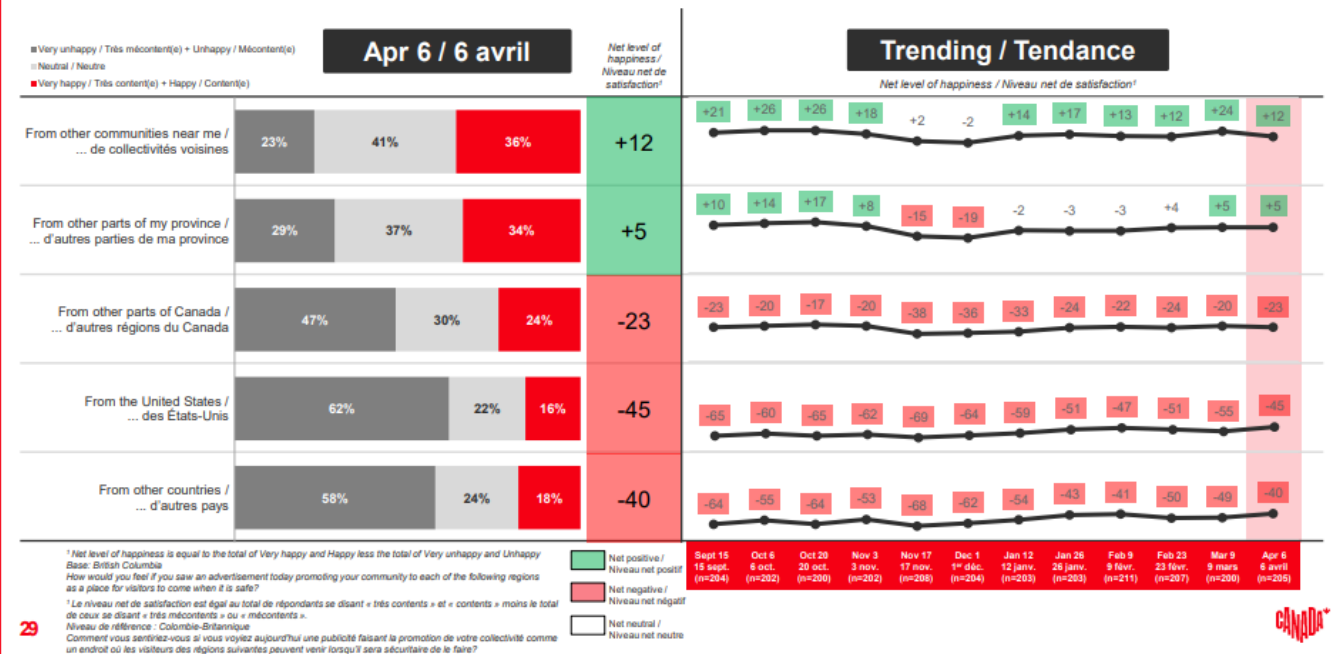 Very unhappy / Très mécontent(e) + Unhappy / Mécontent(e)
Neutral / Neutre
Very happy / Très content(e) + Happy / Content(e)
Apr 6 / 6 avril
Net level of
happiness /
Niveau net de
satisfaction¹
Trending / Tendance
Net level of happiness / Niveau net de satisfaction¹
From other communities near me /
... de collectivités voisines
23% 41% 36%
+12
+21 +26 +26 +18 +2 -2 +14 +17 +13 +12 +24 +12
From other parts of my province /
... d'autres parties de ma province
29% 37% 34%
+5
+10 +14 +17 +8 -15 -19 -2 -3 -3 +4 +5 +5
From other parts of Canada /
... d'autres régions du Canada
47% 30% 24%
-23
-23 -20 -17 -20 -38 -36 -33 -24 -22 -24 -20 -23
From the United States /
... des États-Unis
62% 22% 16%
-45
-65 -60 -65 -62 -69 -64 -59 -51 -47 -51 -55 -45
From other countries /
... d'autres pays
58% 24% 18%
-40
-64 -55 -64 -53 -68 -62 -54 -43 -41 -50 -49 -40
Sept 15 Oct 6 Oct 20 Nov 3 Nov 17 Dec 1 Jan 12 Jan 26 Feb 9 Feb 23 Mar 9 Apr 6
15 sept. 6 oct. 20 oct. 3 nov. 17 nov. 1er déc. 12 janv. 26 janv. 9 févr. 23 févr. 9 mars 6 avril
(n=204) (n=202) (n=200) (n=202) (n=208) (n=204) (n=203) (n=203) (n=211) (n=207) (n=200) (n=205)
¹ Net level of happiness is equal to the total of Very happy and Happy less the total of Very unhappy and Unhappy
Base: British Columbia
How would you feel if you saw an advertisement today promoting your community to each of the following regions
as a place for visitors to come when it is safe?
¹ Le niveau net de satisfaction est égal au total de répondants se disant « très contents » et « contents » moins le total
de ceux se disant « très mécontents » ou « mécontents ».
Niveau de référence : Colombie-Britannique
Comment vous sentiriez-vous si vous voyiez aujourd'hui une publicité faisant la promotion de votre collectivité comme
un endroit où les visiteurs des régions suivantes peuvent venir lorsqu'il sera sécuritaire de le faire?
Net positive /
Niveau net positif
Net negative /
Niveau net négatif
Net neutral /
Niveau net neutre
29
CANADA